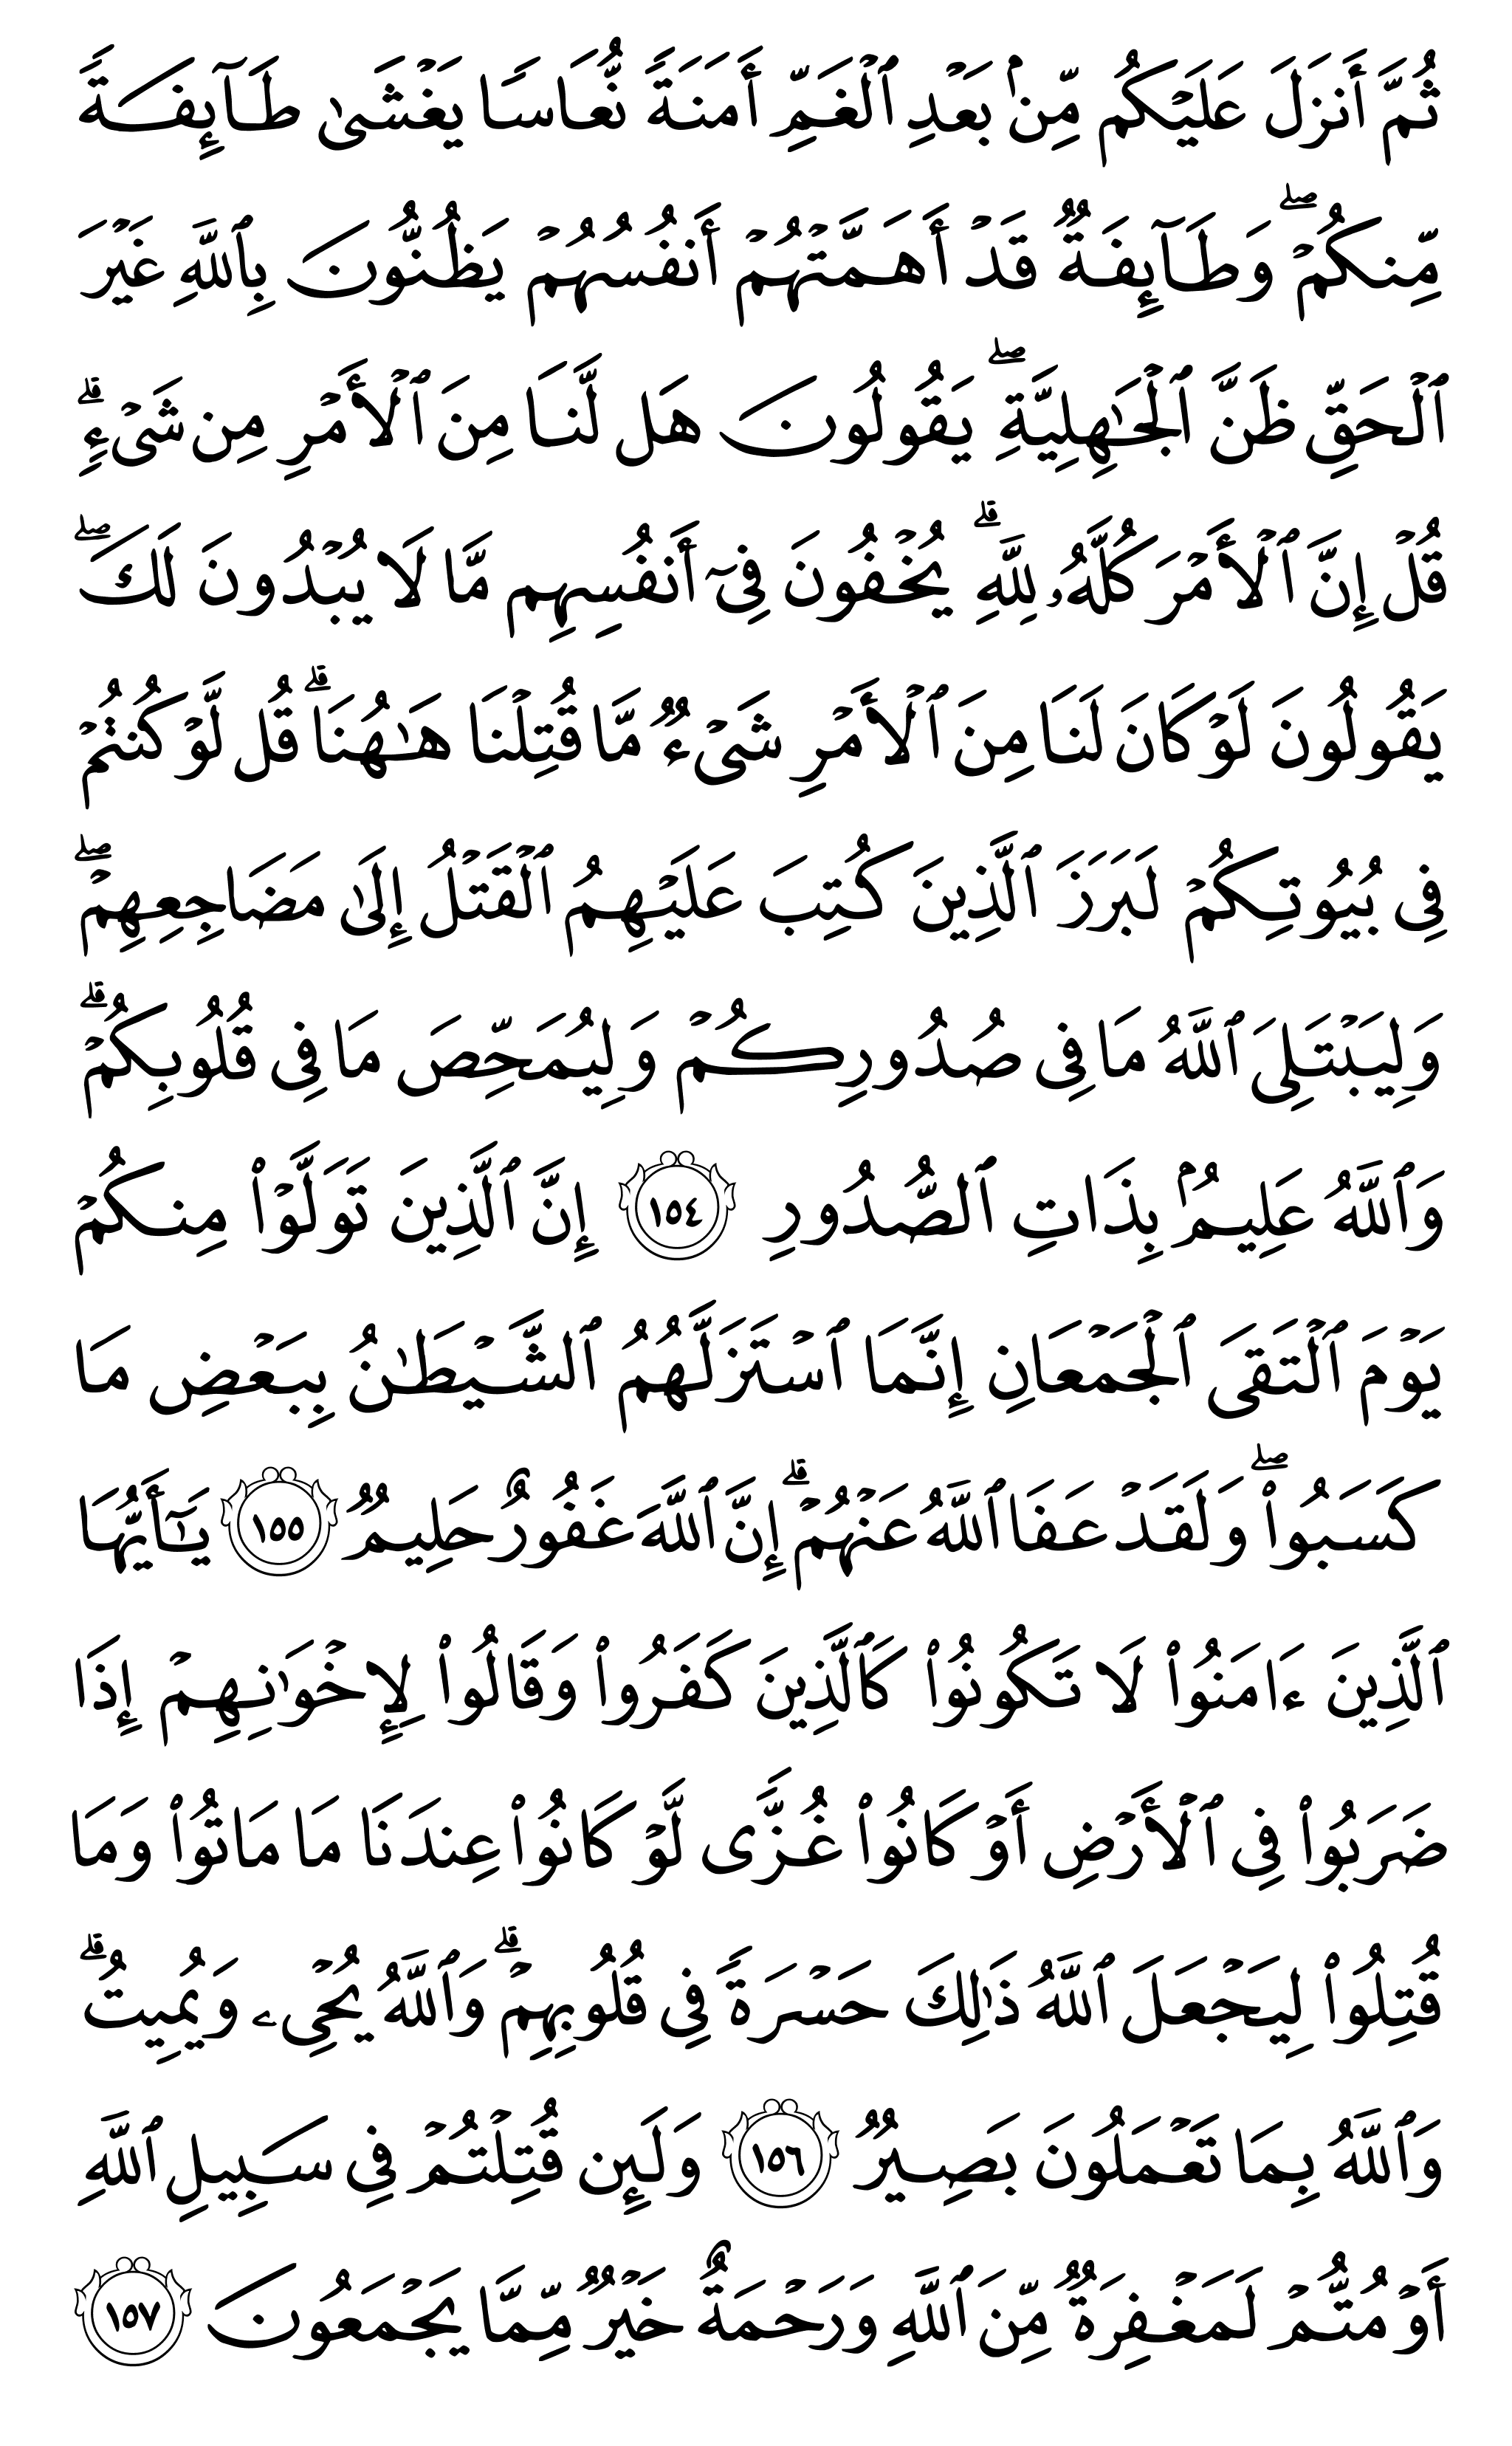 ثُمَّ أَنزَلَ عَلَيْكُم مِّنۢ بَعْدِ ٱلْغَمِّ أَمَنَةً نُّعَاسًا يَغْشَىٰ طَآئِفَةً
مِّنكُمْ ۖ وَطَآئِفَةٌ قَدْ أَهَمَّتْهُمْ أَنفُسُهُمْ يَظُنُّونَ بِٱللَّهِ غَيْرَ
ٱلْحَقِّ ظَنَّ ٱلْجَٰهِلِيَّةِ ۖ يَقُولُونَ هَل لَّنَا مِنَ ٱلْأَمْرِ مِن شَىْءٍ ۗ
قُلْ إِنَّ ٱلْأَمْرَ كُلَّهُۥ لِلَّهِ ۗ يُخْفُونَ فِىٓ أَنفُسِهِم مَّا لَا يُبْدُونَ لَكَ ۖ
يَقُولُونَ لَوْ كَانَ لَنَا مِنَ ٱلْأَمْرِ شَىْءٌ مَّا قُتِلْنَا هَٰهُنَا ۗ قُل لَّوْ كُنتُمْ
فِى بُيُوتِكُمْ لَبَرَزَ ٱلَّذِينَ كُتِبَ عَلَيْهِمُ ٱلْقَتْلُ إِلَىٰ مَضَاجِعِهِمْ ۖ
وَلِيَبْتَلِىَ ٱللَّهُ مَا فِى صُدُورِكُمْ وَلِيُمَحِّصَ مَا فِى قُلُوبِكُمْ ۗ
وَٱللَّهُ عَلِيمٌۢ بِذَاتِ ٱلصُّدُورِ ١٥٤ إِنَّ ٱلَّذِينَ تَوَلَّوْا۟ مِنكُمْ
يَوْمَ ٱلْتَقَى ٱلْجَمْعَانِ إِنَّمَا ٱسْتَزَلَّهُمُ ٱلشَّيْطَٰنُ بِبَعْضِ مَا
كَسَبُوا۟ ۖ وَلَقَدْ عَفَا ٱللَّهُ عَنْهُمْ ۗ إِنَّ ٱللَّهَ غَفُورٌ حَلِيمٌ ١٥٥ يَٰٓأَيُّهَا
ٱلَّذِينَ ءَامَنُوا۟ لَا تَكُونُوا۟ كَٱلَّذِينَ كَفَرُوا۟ وَقَالُوا۟ لِإِخْوَٰنِهِمْ إِذَا
ضَرَبُوا۟ فِى ٱلْأَرْضِ أَوْ كَانُوا۟ غُزًّى لَّوْ كَانُوا۟ عِندَنَا مَا مَاتُوا۟ وَمَا
قُتِلُوا۟ لِيَجْعَلَ ٱللَّهُ ذَٰلِكَ حَسْرَةً فِى قُلُوبِهِمْ ۗ وَٱللَّهُ يُحْىِۦ وَيُمِيتُ ۗ
وَٱللَّهُ بِمَا تَعْمَلُونَ بَصِيرٌ ١٥٦ وَلَئِن قُتِلْتُمْ فِى سَبِيلِ ٱللَّهِ
أَوْ مُتُّمْ لَمَغْفِرَةٌ مِّنَ ٱللَّهِ وَرَحْمَةٌ خَيْرٌ مِّمَّا يَجْمَعُونَ ١٥٧